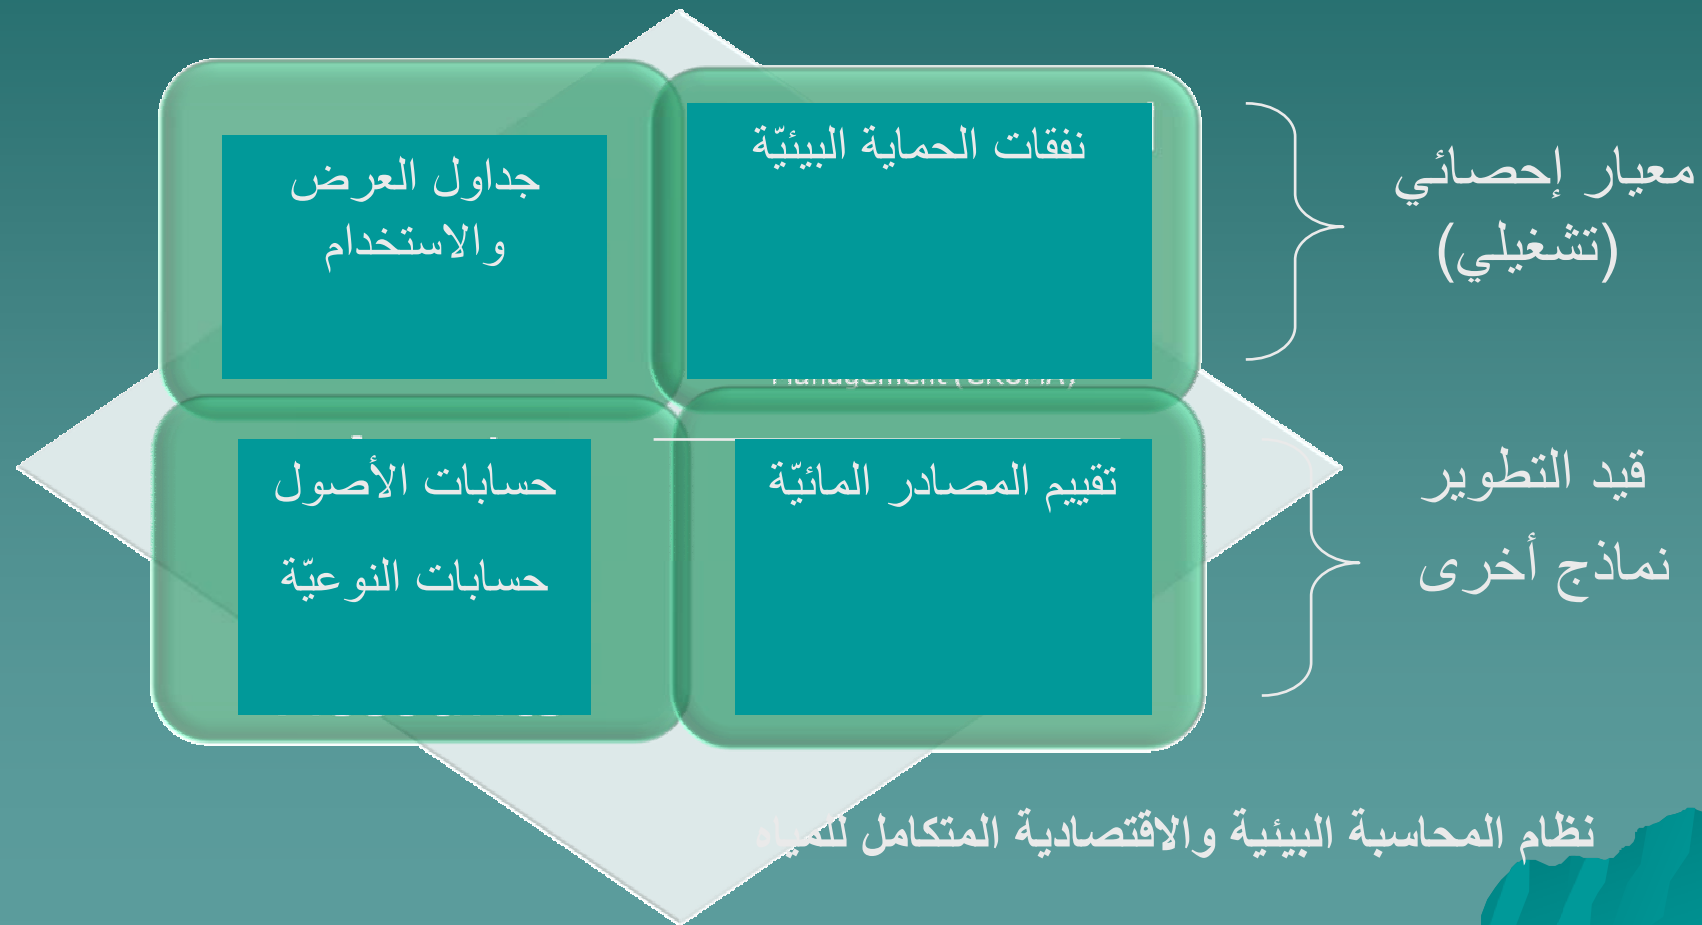 نفقات الحماية البيئيّة
جداول العرض
والاستخدام
معيار إحصائي
(تشغيلي)
تقييم المصادر المائيّة
حسابات الأصول
حسابات النوعيّة
قيد التطوير
نماذج أخرى
نظام المحاسبة البيئية والاقتصادية المتكامل للمياه